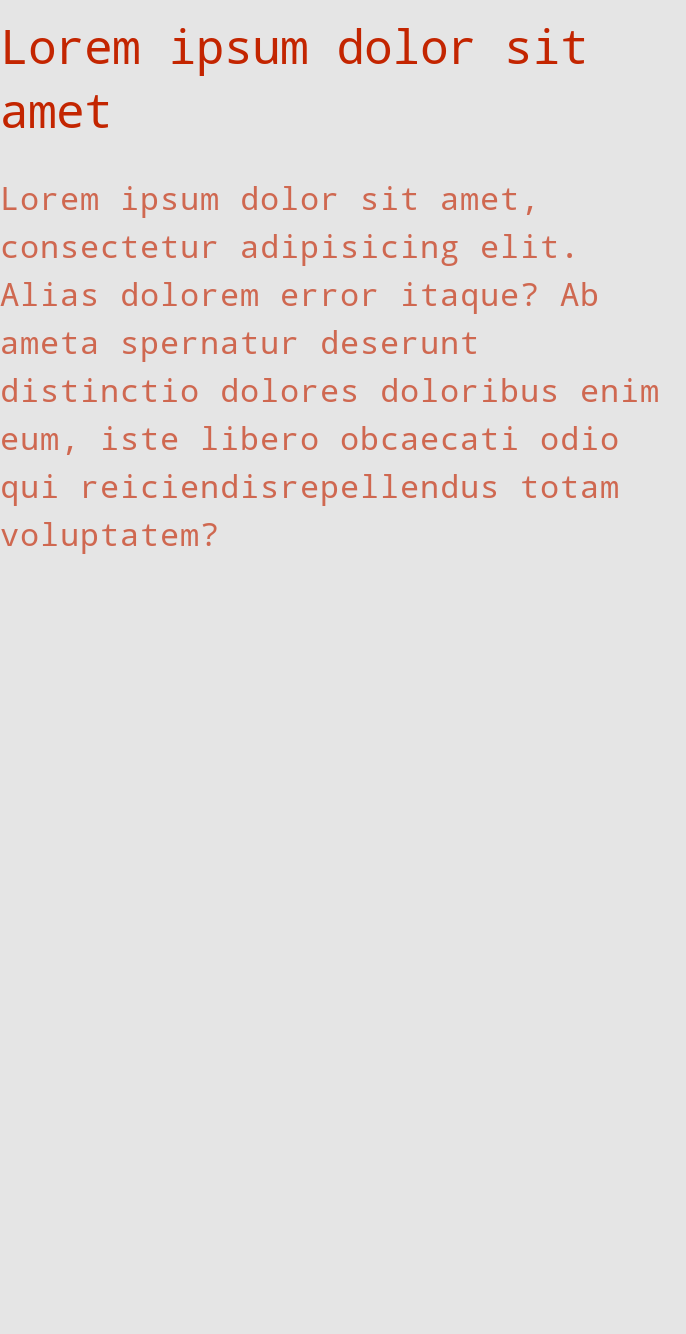 Lorem ipsum dolor sit
amet
Lorem ipsum dolor sit amet,
consectetur adipisicing elit.
Alias dolorem error itaque? Ab
ameta spernatur deserunt
distinctio dolores doloribus enim
eum, iste libero obcaecati odio
qui reiciendisrepellendus totam
voluptatem?